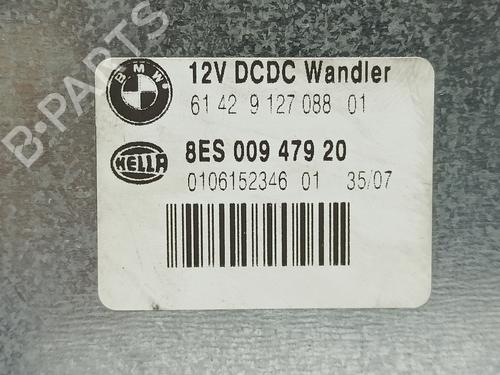 B-PARTS
BMW
12V DCDC Wandler
61 42 9 127 088 01
HELLA
8ES 009 479 20
0106152346 01 35/07